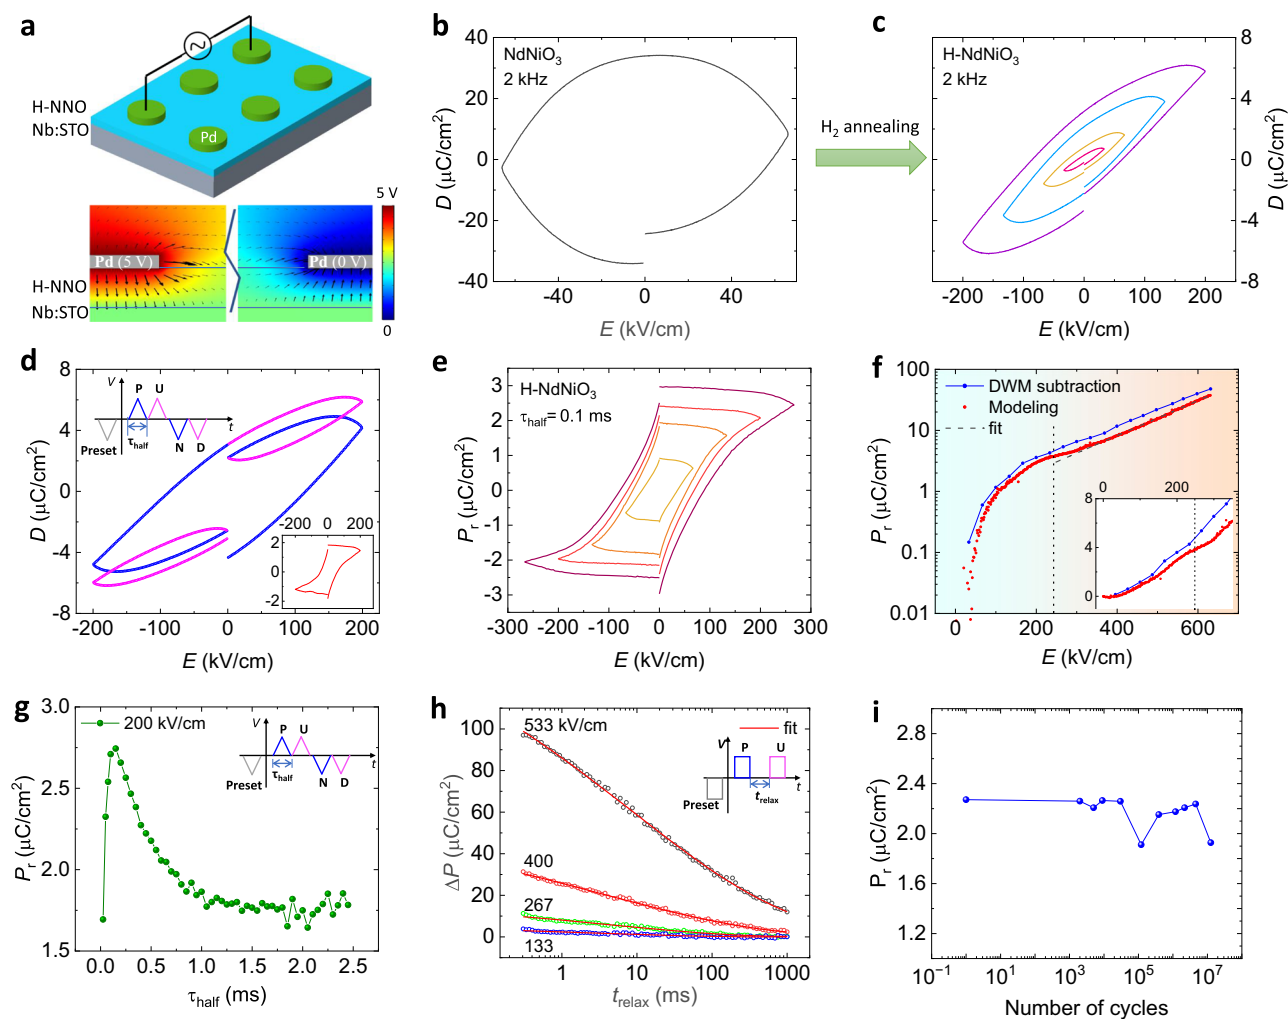 a
H-NNO
Nb:STO
Pd
5 V
Pd (5 V)
Pd (0 V)
H-NNO
Nb:STO
0
b
NdNiO3
2 kHz
40
20
0
-20
-40
D (μC/cm2)
-40 0 40
E (kV/cm)
H2 annealing
c
H-NdNiO3
2 kHz
8
4
0
-4
-8
D (μC/cm2)
-200 -100 0 100 200
E (kV/cm)
d
8
4
0
-4
-8
D (μC/cm2)
V
P U
t
Preset
τhalf
N D
-200 0 200
2
0
-2
-200 -100 0 100 200
E (kV/cm)
e
H-NdNiO3
τhalf= 0.1 ms
3
2
1
0
-1
-2
-3
Pr (μC/cm2)
-300 -200 -100 0 100 200 300
E (kV/cm)
f
DWM subtraction
Modeling
fit
100
10
1
0.1
0.01
Pr (μC/cm2)
0 250
8
4
0
0 200 400 600
E (kV/cm)
g
200 kV/cm
3.0
2.5
2.0
1.5
Pr (μC/cm2)
V
P U
t
Preset
τhalf
N D
0.0 0.5 1.0 1.5 2.0 2.5
τhalf (ms)
h
533 kV/cm
fit
400
267
133
100
80
60
40
20
0
ΔP (μC/cm2)
V
P U
Preset
trelax
t
1 10 100 1000
trelax (ms)
i
2.8
2.4
2.0
1.6
1.2
Pr (μC/cm2)
10-1 101 103 105 107
Number of cycles